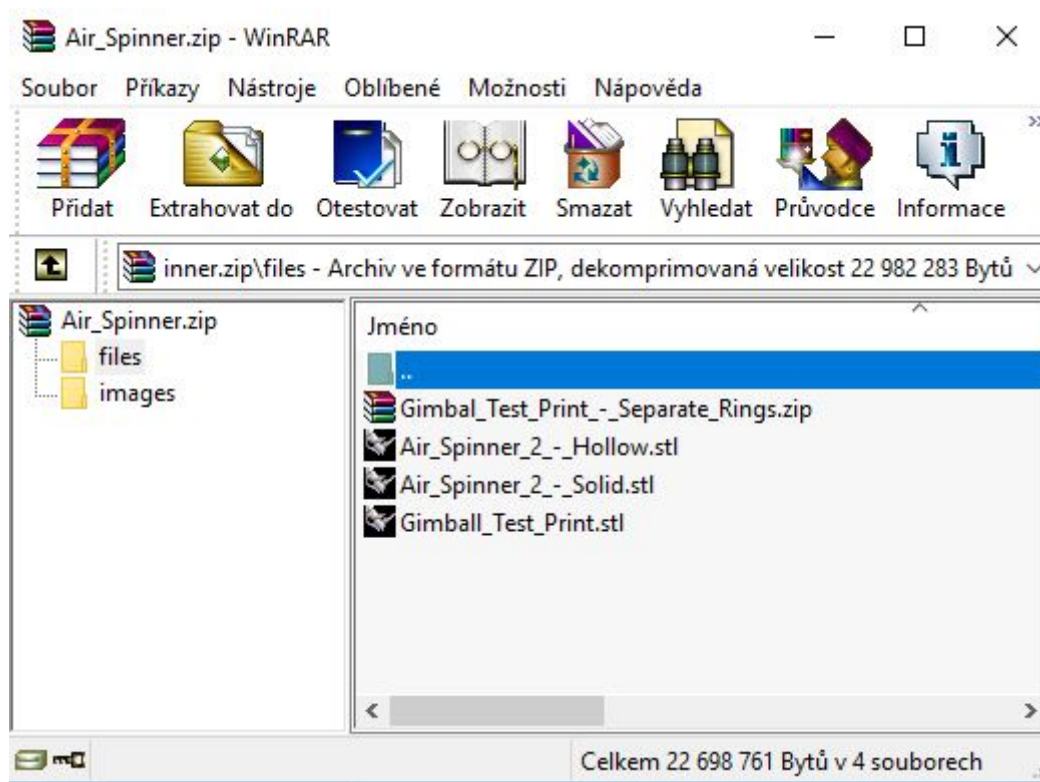 Air_Spinner.zip - WinRAR
Soubor Příkazy Nástroje Oblíbené Možnosti Nápověda
Přidat Extrahovat do Otestovat Zobrazit Smazat Vyhledat Průvodce Informace
inner.zip\files - Archiv ve formátu ZIP, dekomprimovaná velikost 22 982 283 Bytů
Air_Spinner.zip
files
images
Jméno
..
Gimbal_Test_Print_-_Separate_Rings.zip
Air_Spinner_2_-_Hollow.stl
Air_Spinner_2_-_Solid.stl
Gimball_Test_Print.stl
Celkem 22 698 761 Bytů v 4 souborech